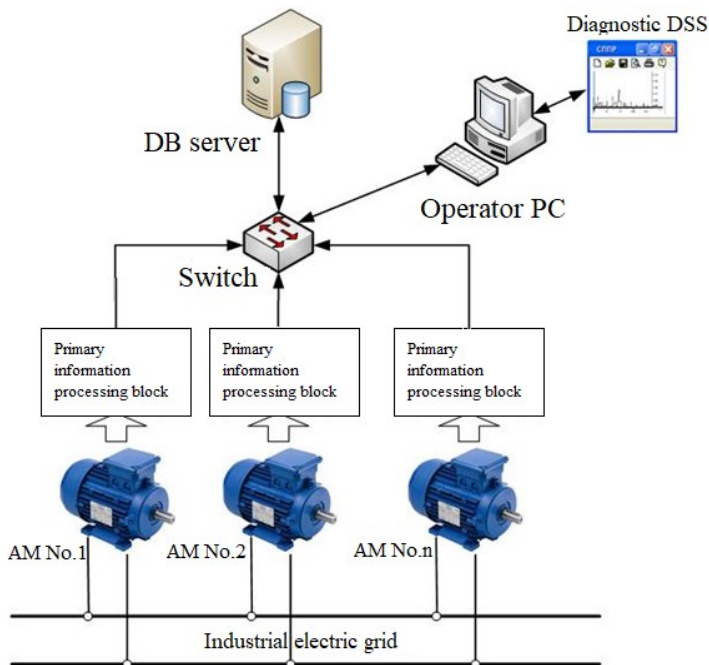 Diagnostic DSS
СППР
DB server
Operator PC
Switch
Primary
information
processing block
Primary
information
processing block
Primary
information
processing block
AM No.1
AM No.2
AM No.n
Industrial electric grid